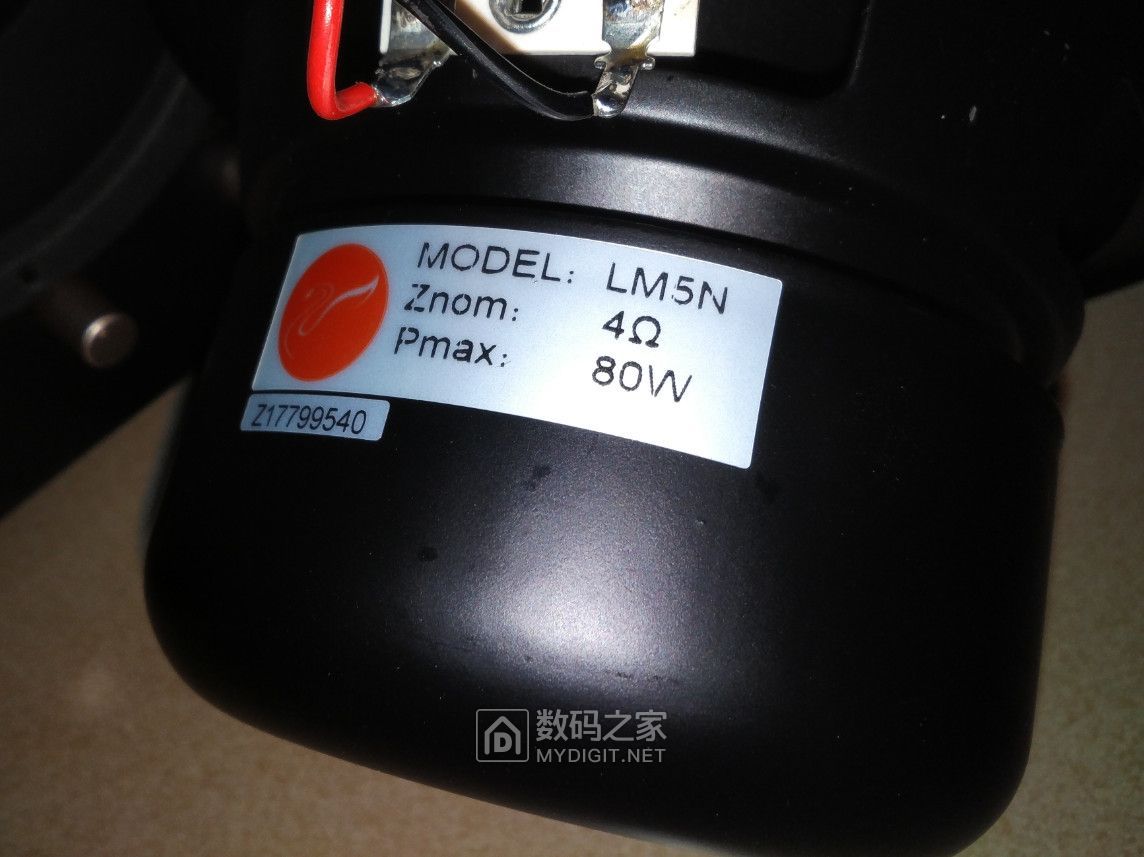 MODEL: LM5N
Znom: 4Ω
Pmax: 80W
Z17799540
数码之家
MYDIGIT.NET